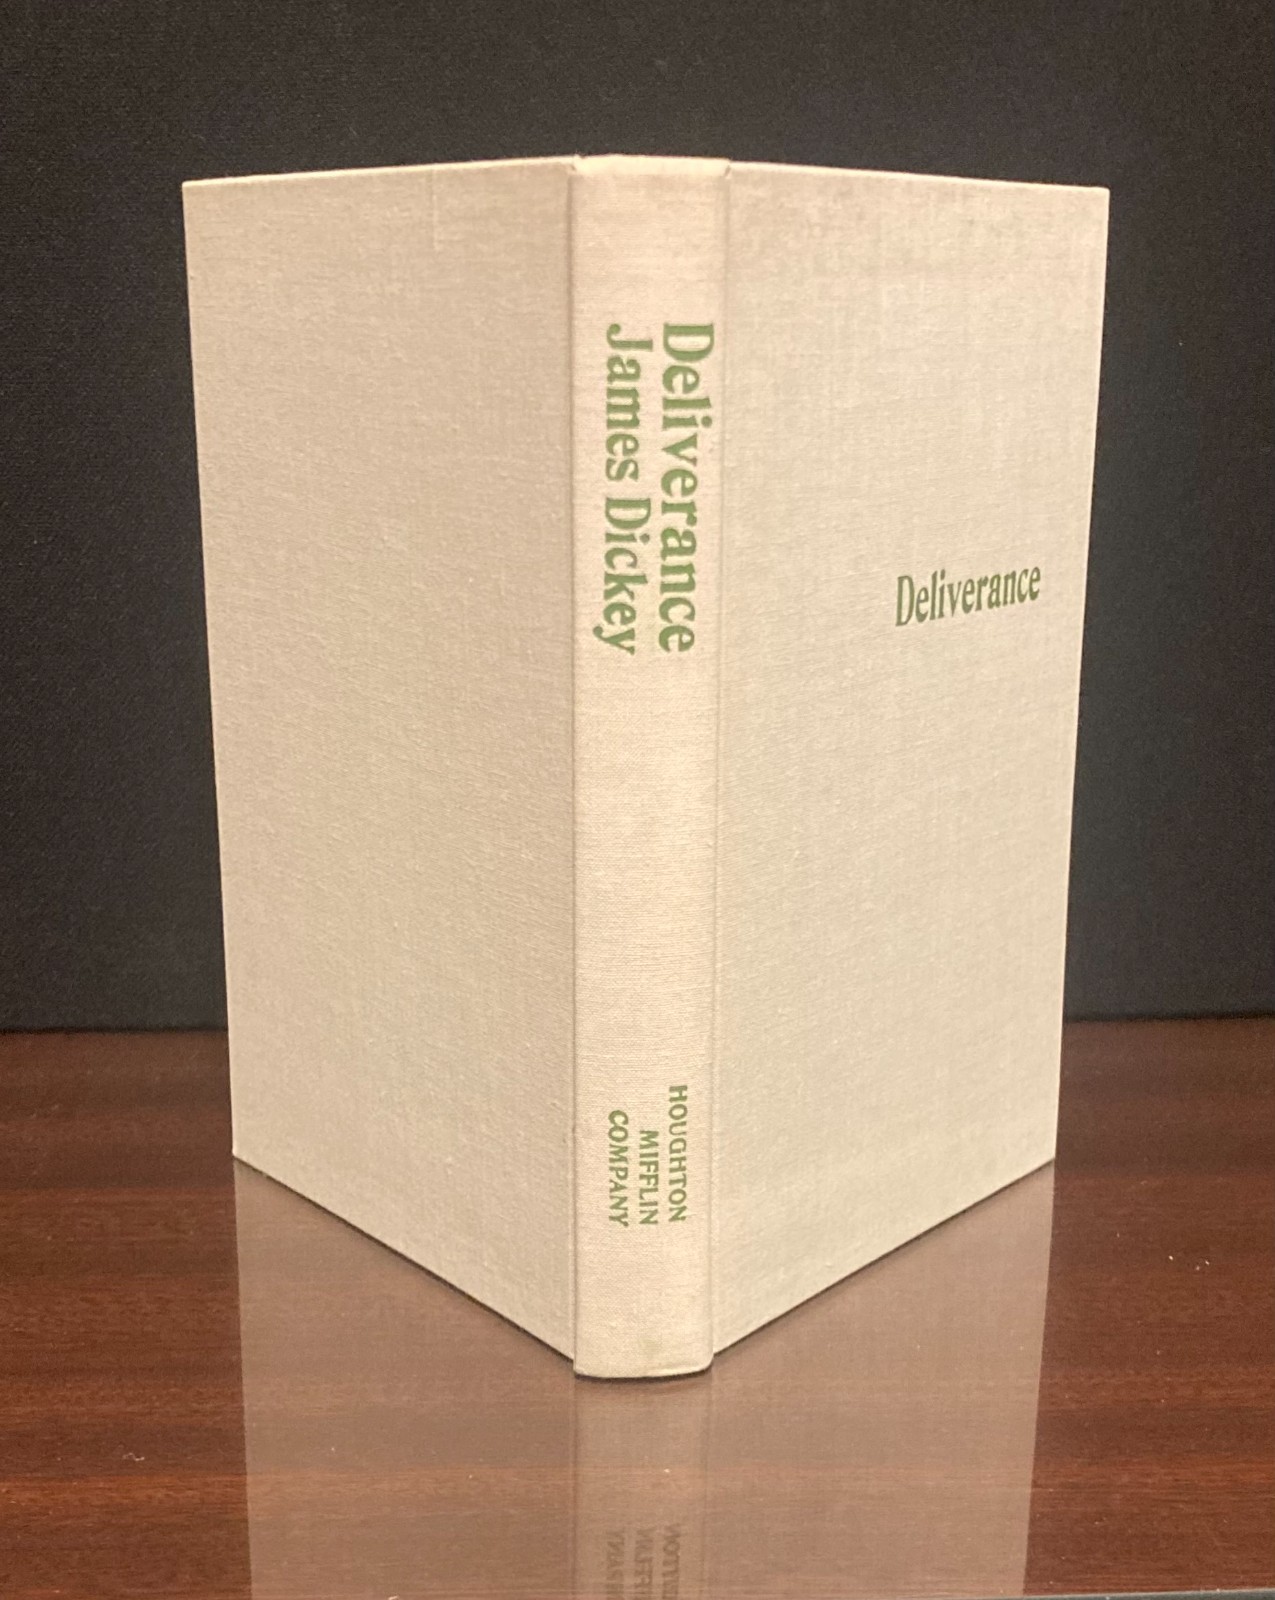 Deliverance
James Dickey
HOUGHTON
MIFFLIN
COMPANY
Deliverance